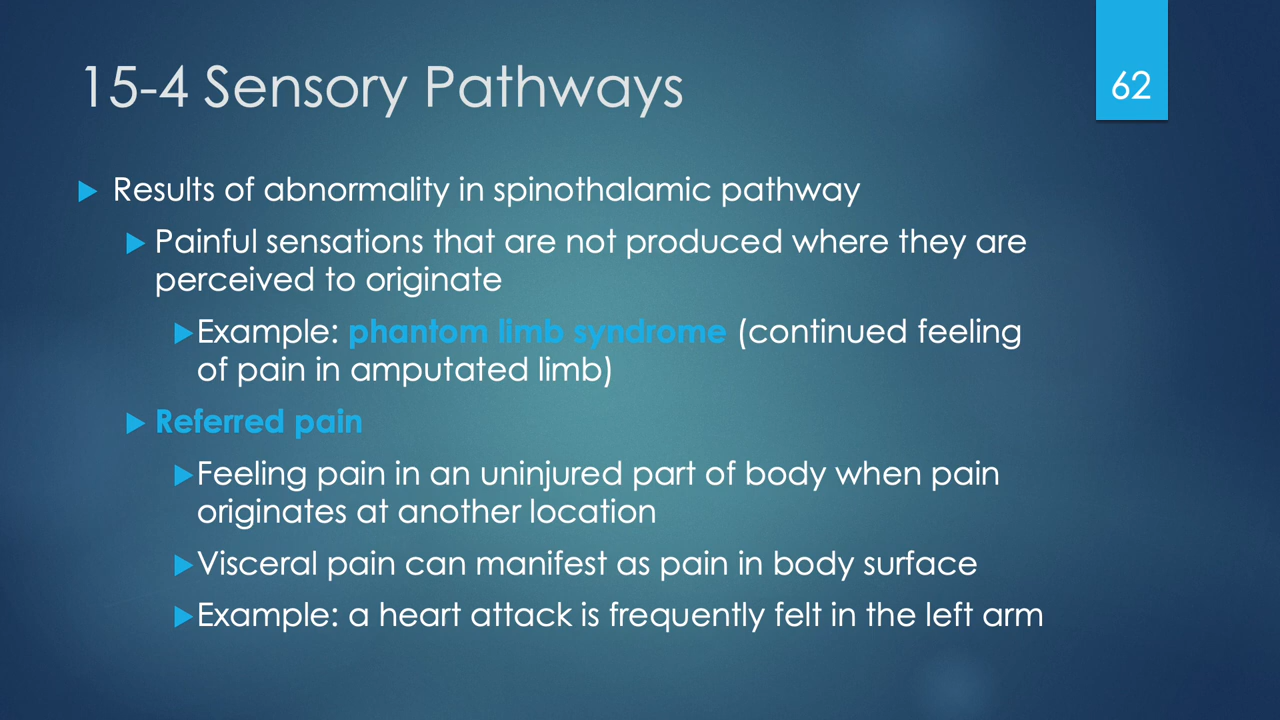 15-4 Sensory Pathways
62
Results of abnormality in spinothalamic pathway
Painful sensations that are not produced where they are
perceived to originate
Example: phantom limb syndrome (continued feeling
of pain in amputated limb)
Referred pain
Feeling pain in an uninjured part of body when pain
originates at another location
Visceral pain can manifest as pain in body surface
Example: a heart attack is frequently felt in the left arm